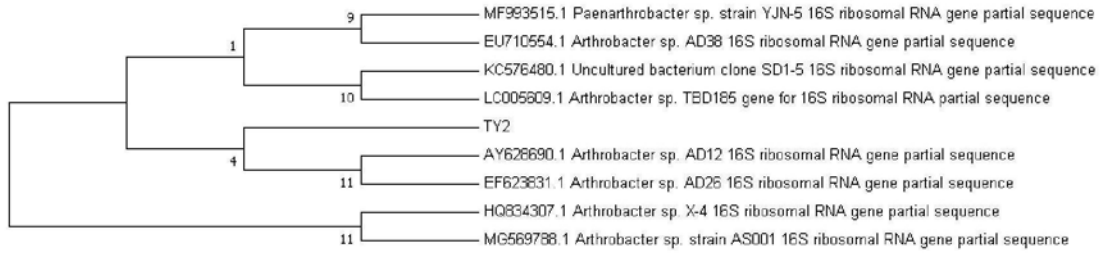 9
MF993515.1 Paenarthrobacter sp. strain YJN-5 16S ribosomal RNA gene partial sequence
1
EU710554.1 Arthrobacter sp. AD38 16S ribosomal RNA gene partial sequence
KC576480.1 Uncultured bacterium clone SD1-5 16S ribosomal RNA gene partial sequence
10
LC005609.1 Arthrobacter sp. TBD185 gene for 16S ribosomal RNA partial sequence
TY2
4
AY628690.1 Arthrobacter sp. AD12 16S ribosomal RNA gene partial sequence
11
EF623831.1 Arthrobacter sp. AD26 16S ribosomal RNA gene partial sequence
HQ834307.1 Arthrobacter sp. X-4 16S ribosomal RNA gene partial sequence
11
MG569788.1 Arthrobacter sp. strain AS001 16S ribosomal RNA gene partial sequence